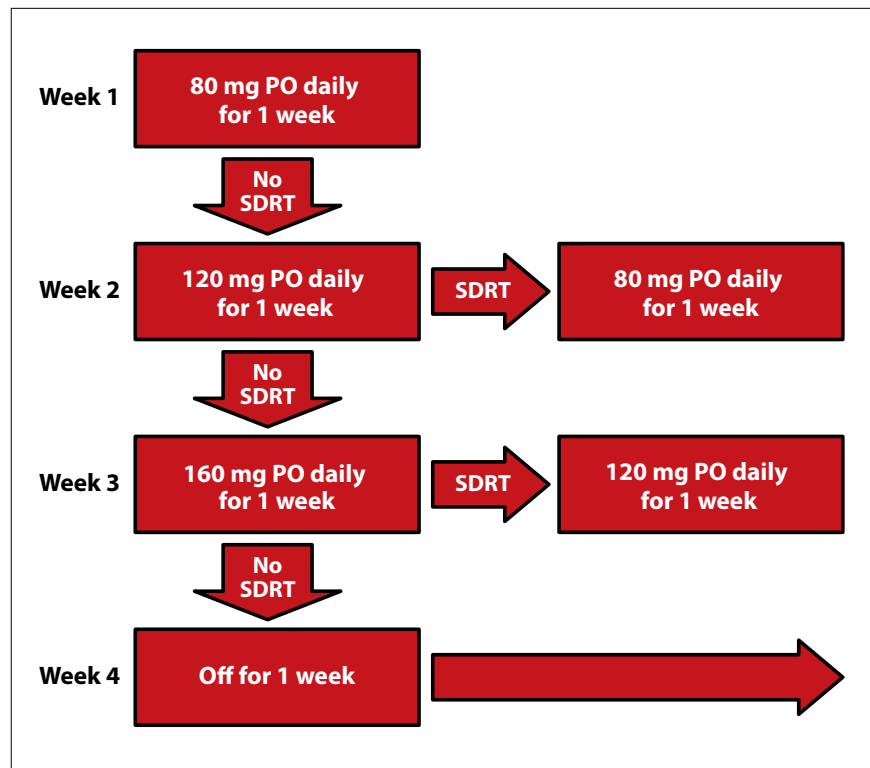 Week 1
80 mg PO daily
for 1 week
No
SDRT
Week 2
120 mg PO daily
for 1 week
SDRT
80 mg PO daily
for 1 week
No
SDRT
Week 3
160 mg PO daily
for 1 week
SDRT
120 mg PO daily
for 1 week
No
SDRT
Week 4
Off for 1 week